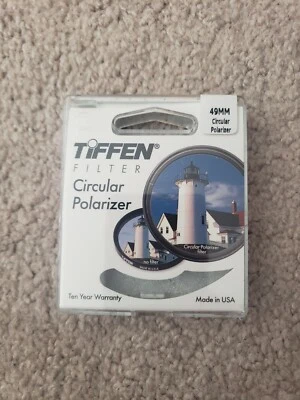 49MM
Circular
Polarizer
TiFFEN®
FILTER
Circular
Polarizer
Circular Polarizer
filter
no filter
Ten Year Warranty
Made in USA